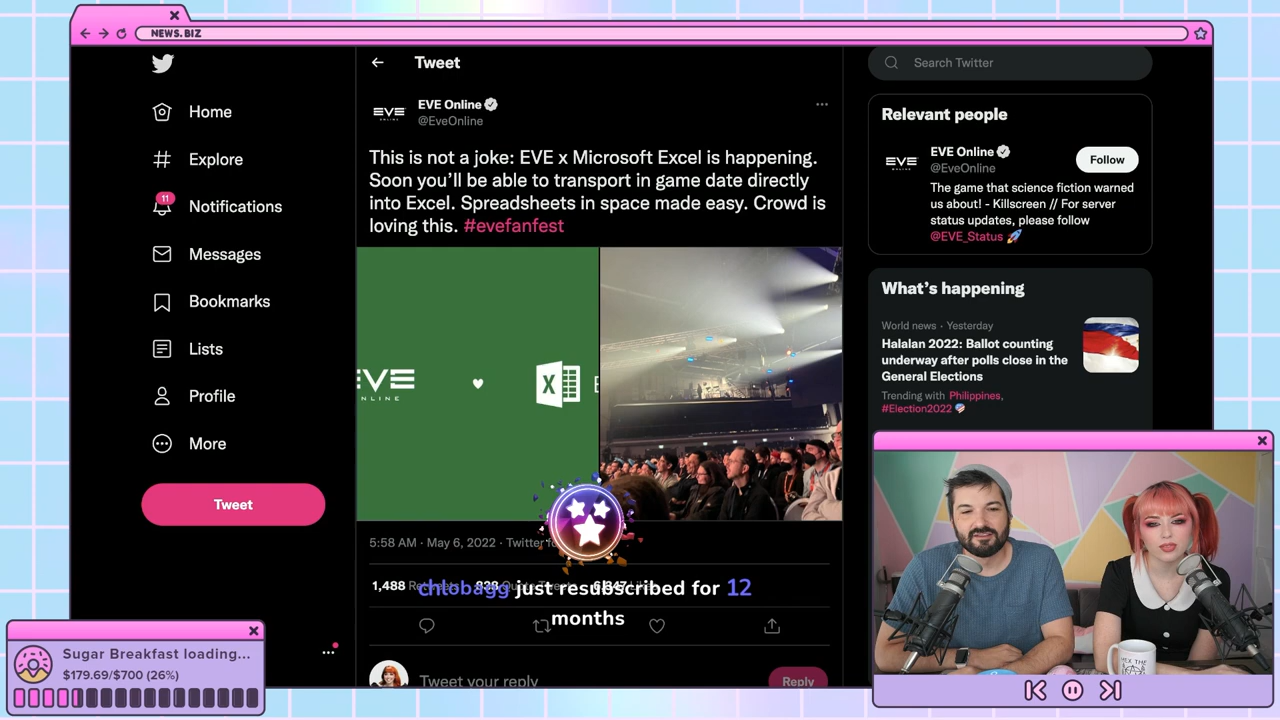 NEWS.BIZ
Home
Explore
11
Notifications
Messages
Bookmarks
Lists
Profile
More
Tweet
Tweet
EVE Online
@EveOnline
This is not a joke: EVE x Microsoft Excel is happening.
Soon you'll be able to transport in game date directly
into Excel. Spreadsheets in space made easy. Crowd is
loving this. #evefanfest
EVE
ONLINE
X
5:58 AM · May 6, 2022 · Twitter fo
1,488
chlobagg just resubscribed for 12
months
Tweet your reply
Reply
Search Twitter
Relevant people
EVE
EVE Online
@EveOnline
Follow
The game that science fiction warned
us about! - Killscreen // For server
status updates, please follow
@EVE_Status
What's happening
World news · Yesterday
Halalan 2022: Ballot counting
underway after polls close in the
General Elections
Trending with Philippines,
#Election2022
Sugar Breakfast loading...
$179.69/$700 (26%)